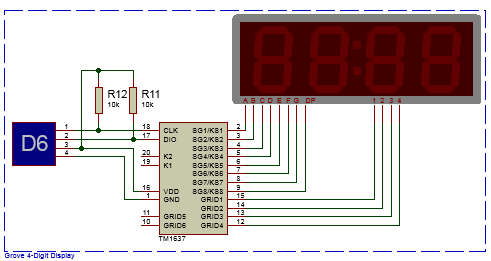 A B C D E F G DP
1 2 3 4
R12
10k
R11
10k
D6
1
2
3
4
18 CLK SG1/KS1 2
17 DIO SG2/KS2 3
SG3/KS3 4
20 K2 SG4/KS4 5
19 K1 SG5/KS5 6
SG6/KS6 7
SG7/KS7 8
16 VDD SG8/KS8 9
1 GND GRID1 15
GRID2 14
11 GRID5 GRID3 13
10 GRID6 GRID4 12
TM1637
Grove 4-Digit Display